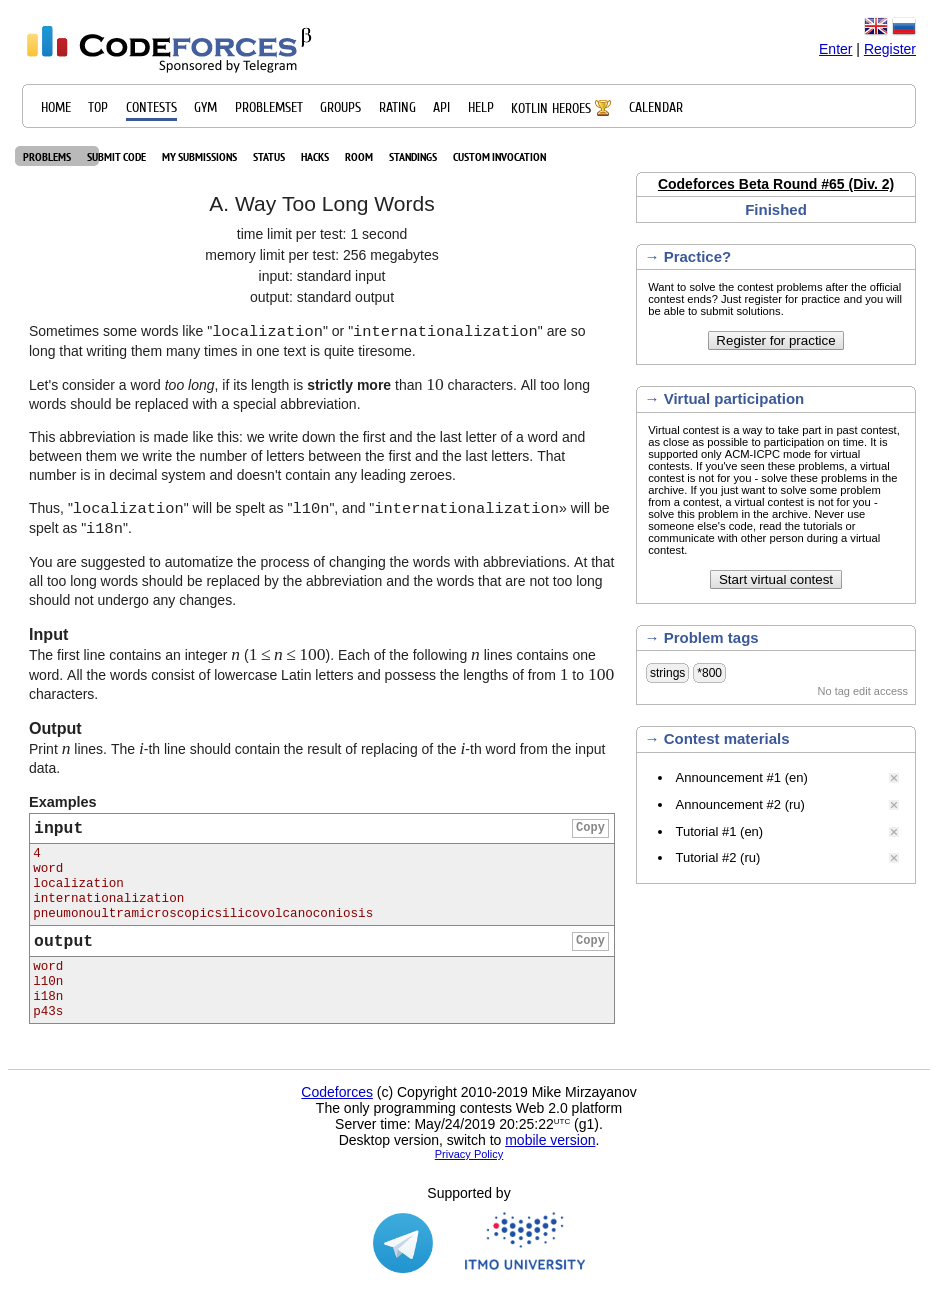 CODEFORCES β
Sponsored by Telegram
Enter | Register
HOME TOP CONTESTS GYM PROBLEMSET GROUPS RATING API HELP KOTLIN HEROES CALENDAR
PROBLEMS SUBMIT CODE MY SUBMISSIONS STATUS HACKS ROOM STANDINGS CUSTOM INVOCATION
A. Way Too Long Words
time limit per test: 1 second
memory limit per test: 256 megabytes
input: standard input
output: standard output
Sometimes some words like "localization" or "internationalization" are so
long that writing them many times in one text is quite tiresome.
Let's consider a word too long, if its length is strictly more than 10 characters. All too long
words should be replaced with a special abbreviation.
This abbreviation is made like this: we write down the first and the last letter of a word and
between them we write the number of letters between the first and the last letters. That
number is in decimal system and doesn't contain any leading zeroes.
Thus, "localization" will be spelt as "l10n", and "internationalization» will be
spelt as "i18n".
You are suggested to automatize the process of changing the words with abbreviations. At that
all too long words should be replaced by the abbreviation and the words that are not too long
should not undergo any changes.
Input
The first line contains an integer n (1 ≤ n ≤ 100). Each of the following n lines contains one
word. All the words consist of lowercase Latin letters and possess the lengths of from 1 to 100
characters.
Output
Print n lines. The i-th line should contain the result of replacing of the i-th word from the input
data.
Examples
input Copy
4
word
localization
internationalization
pneumonoultramicroscopicsilicovolcanoconiosis
output Copy
word
l10n
i18n
p43s
Codeforces Beta Round #65 (Div. 2)
Finished
→ Practice?
Want to solve the contest problems after the official
contest ends? Just register for practice and you will
be able to submit solutions.
Register for practice
→ Virtual participation
Virtual contest is a way to take part in past contest,
as close as possible to participation on time. It is
supported only ACM-ICPC mode for virtual
contests. If you've seen these problems, a virtual
contest is not for you - solve these problems in the
archive. If you just want to solve some problem
from a contest, a virtual contest is not for you -
solve this problem in the archive. Never use
someone else's code, read the tutorials or
communicate with other person during a virtual
contest.
Start virtual contest
→ Problem tags
strings *800
No tag edit access
→ Contest materials
Announcement #1 (en)
Announcement #2 (ru)
Tutorial #1 (en)
Tutorial #2 (ru)
Codeforces (c) Copyright 2010-2019 Mike Mirzayanov
The only programming contests Web 2.0 platform
Server time: May/24/2019 20:25:22UTC (g1).
Desktop version, switch to mobile version.
Privacy Policy
Supported by
ITMO UNIVERSITY